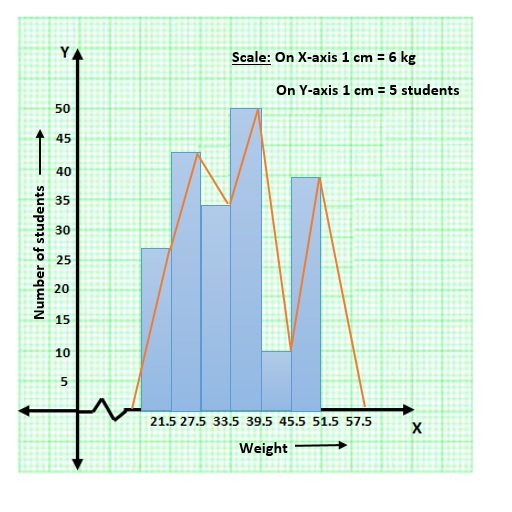 Y
Scale: On X-axis 1 cm = 6 kg
On Y-axis 1 cm = 5 students
50
45
40
35
30
25
20
15
10
5
Number of students
21.5 27.5 33.5 39.5 45.5 51.5 57.5
X
Weight